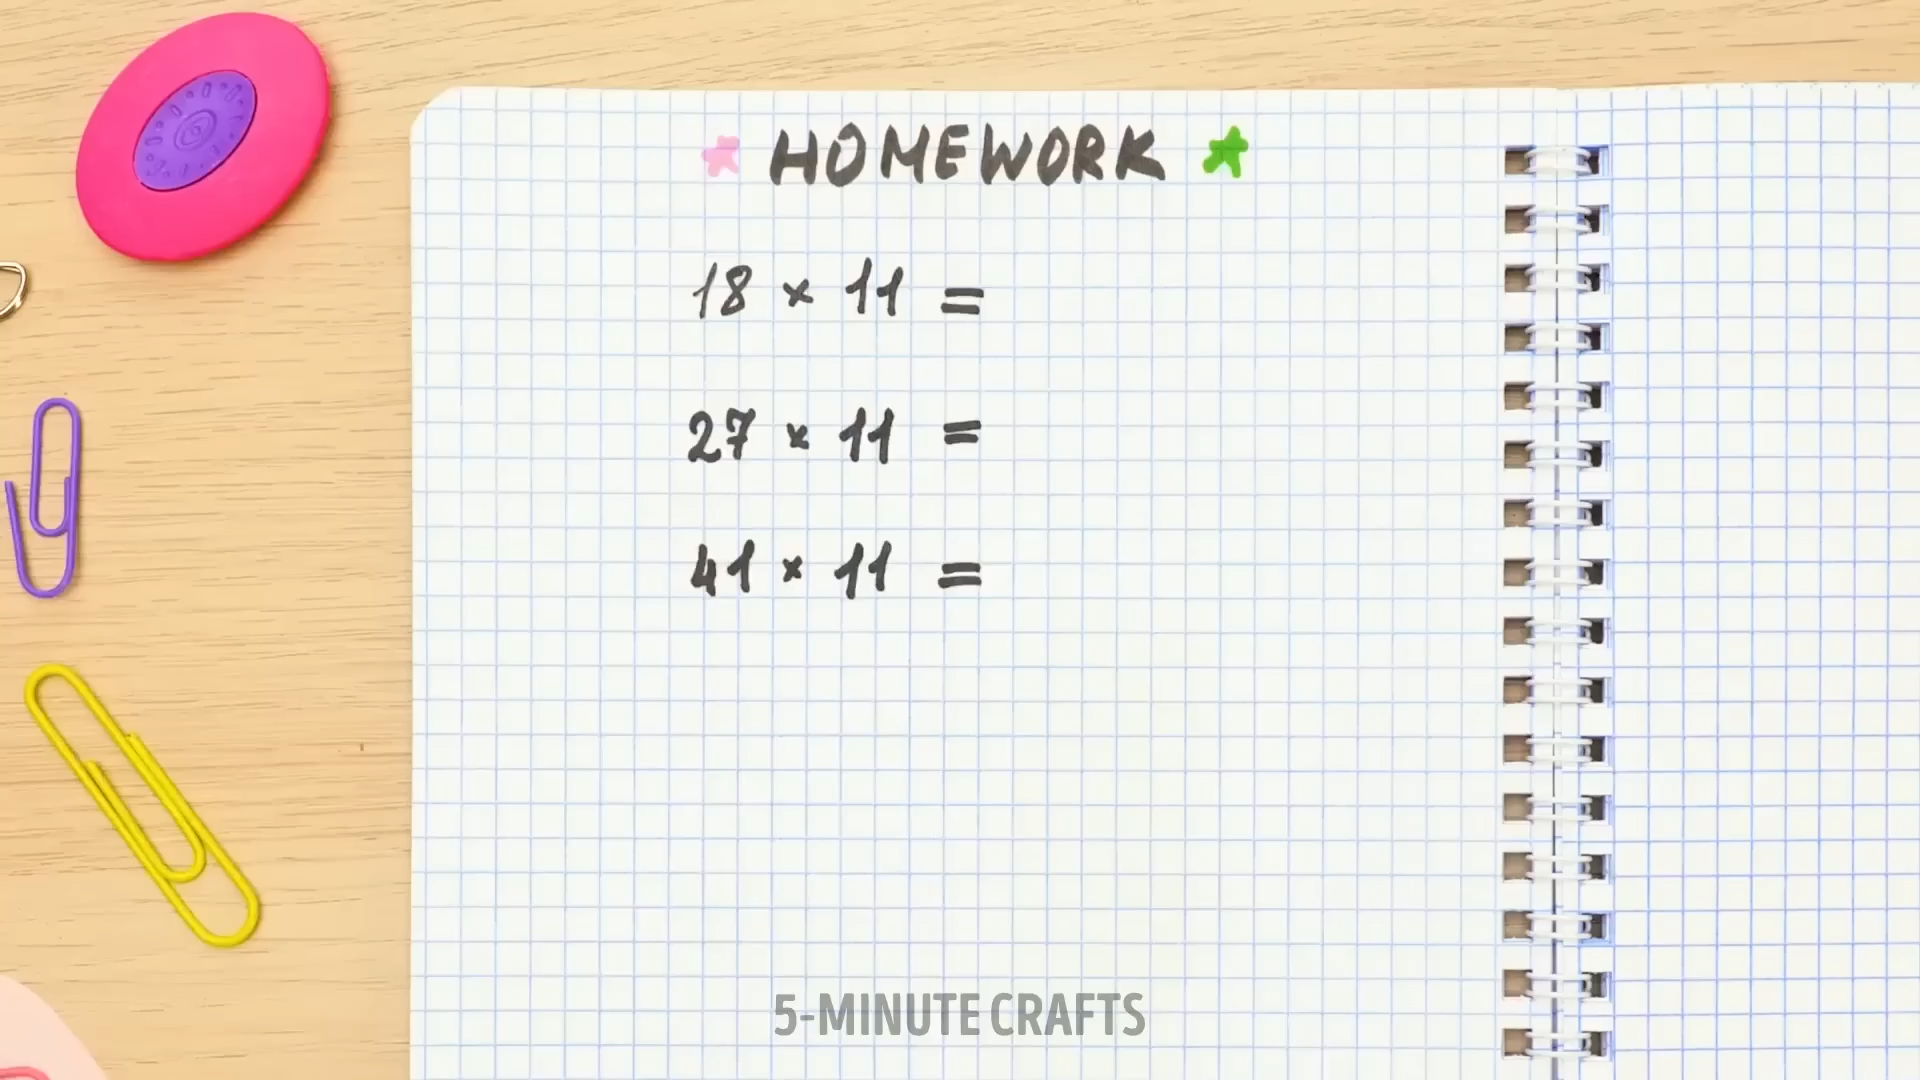 HOMEWORK
18 × 11 =
27 × 11 =
41 × 11 =
5-MINUTE CRAFTS